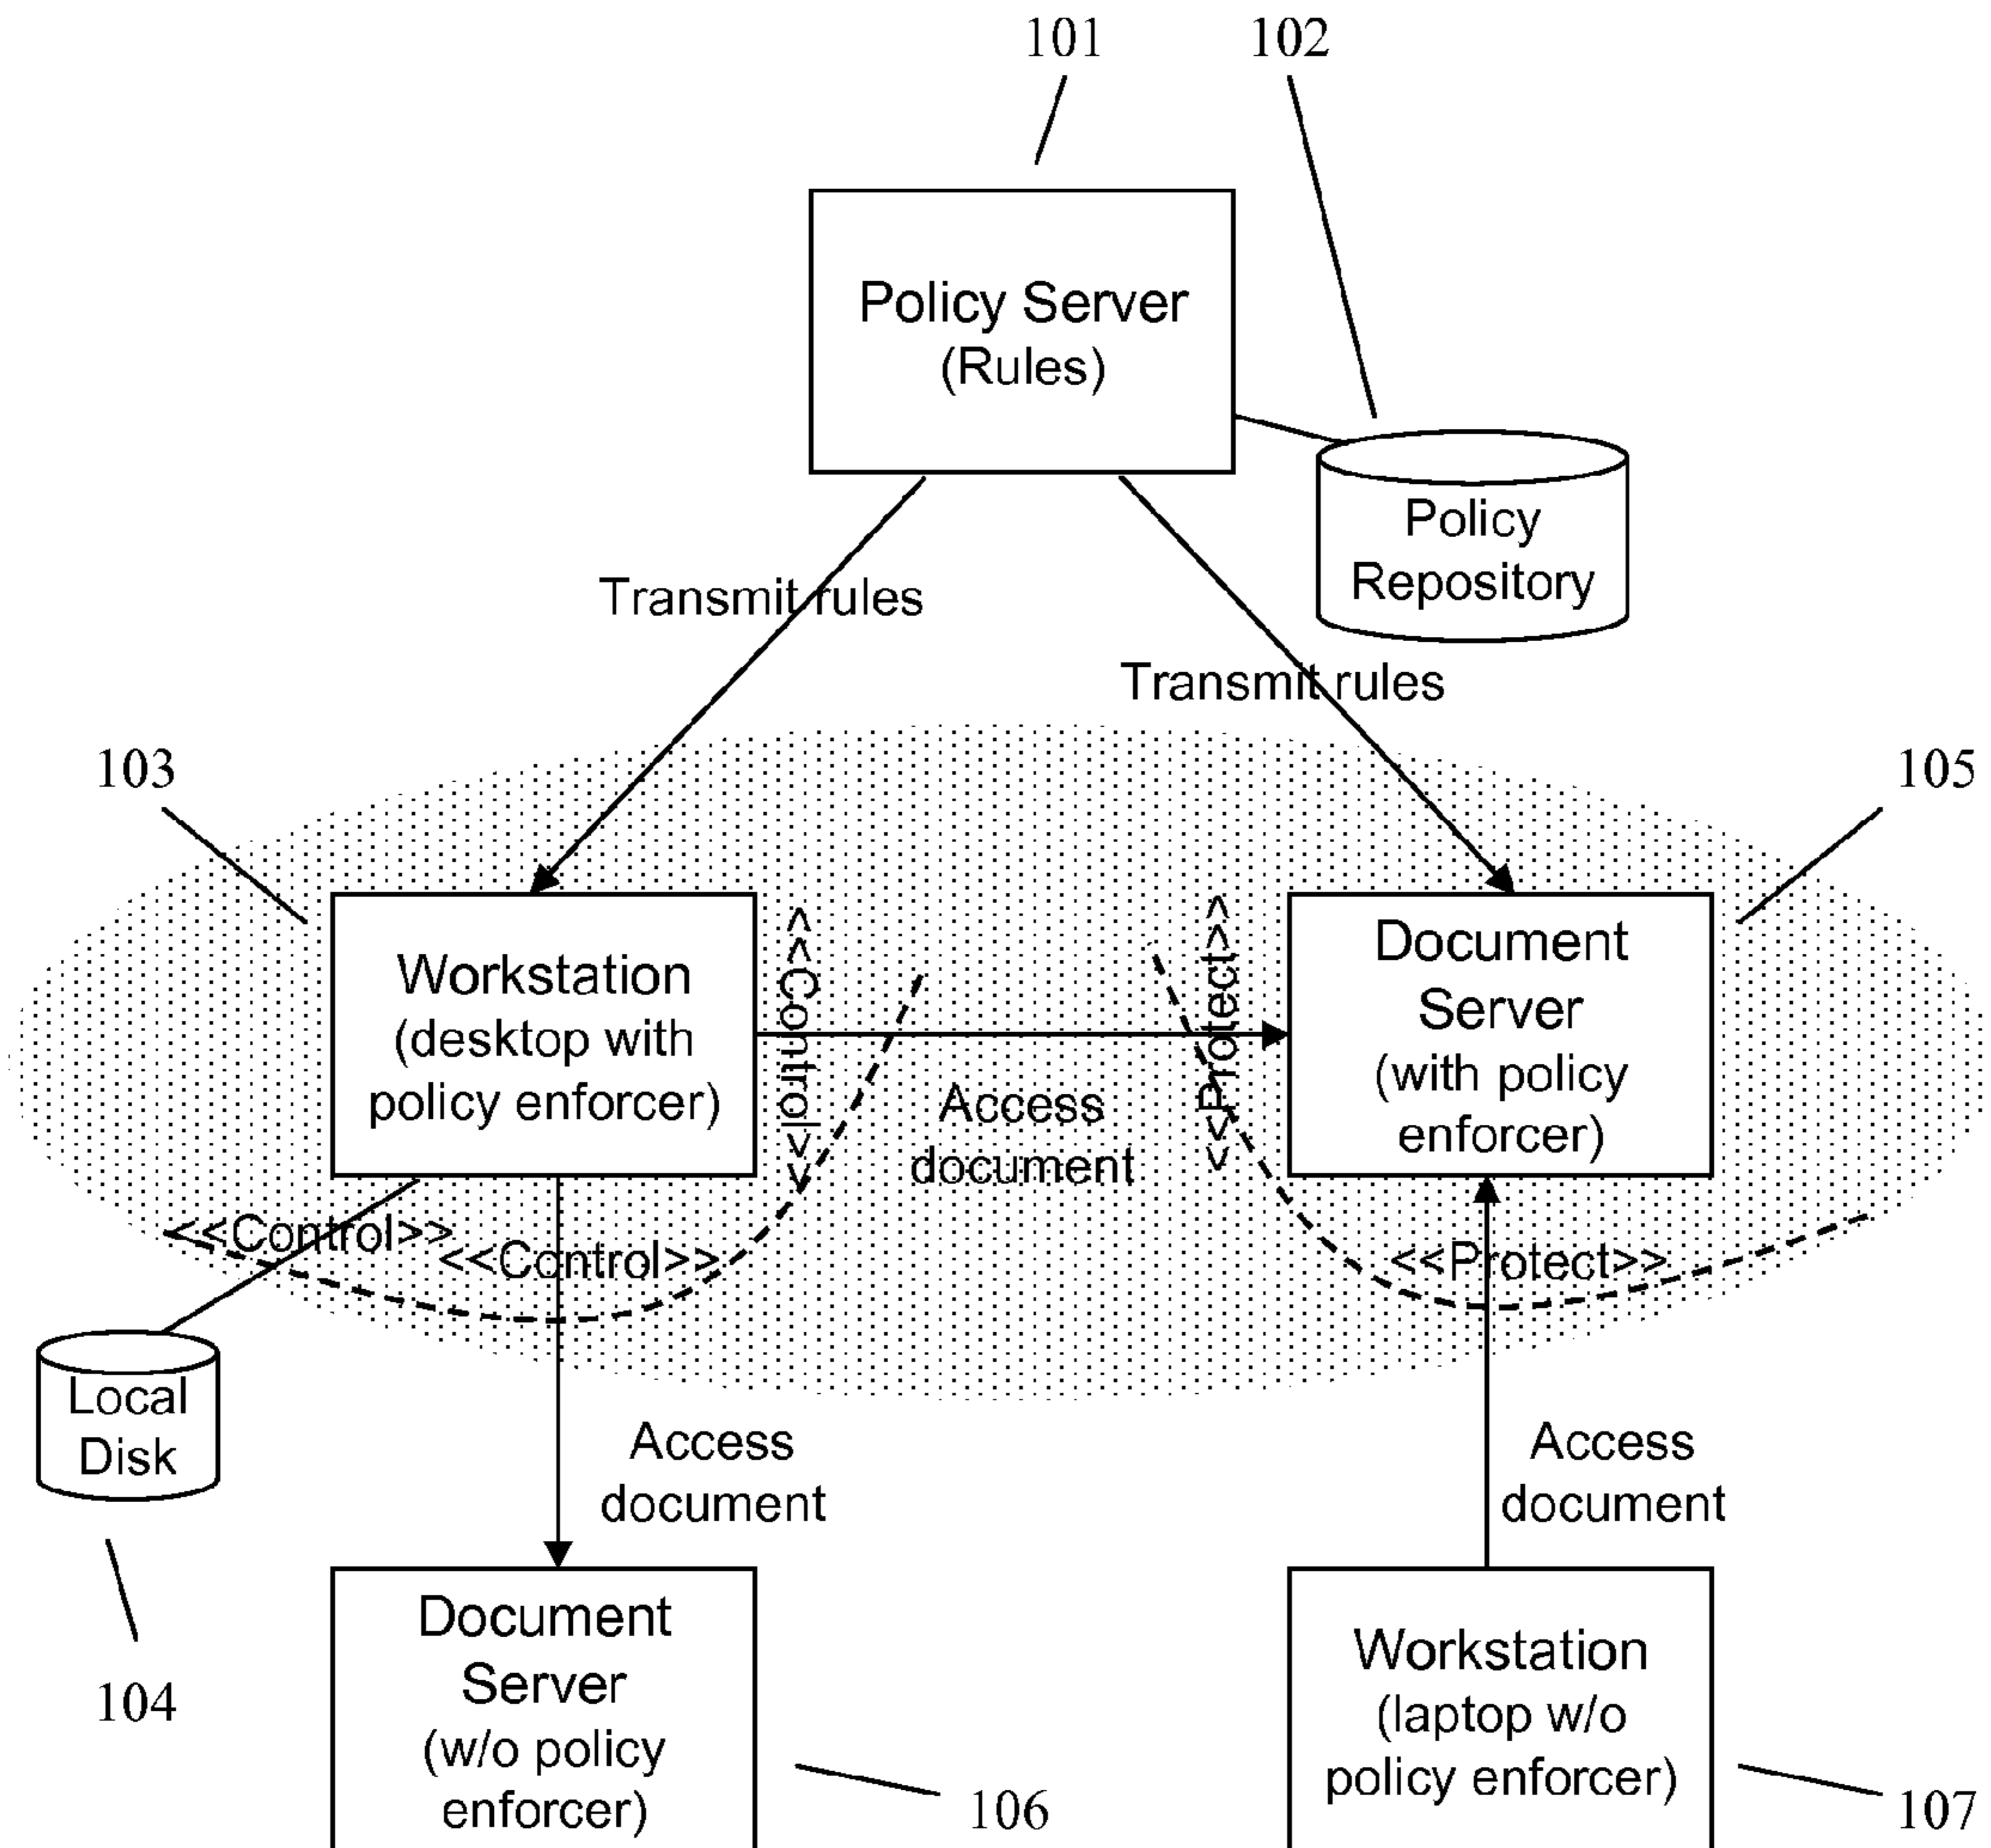 101
102
Policy Server
(Rules)
Policy
Repository
Transmit rules
Transmit rules
103
105
Workstation
(desktop with
policy enforcer)
<<Control>>
<<Protect>>
Document
Server
(with policy
enforcer)
Access
document
<<Control>>
<<Control>>
<<Protect>>
Local
Disk
Access
document
Access
document
104
Document
Server
(w/o policy
enforcer)
106
Workstation
(laptop w/o
policy enforcer)
107